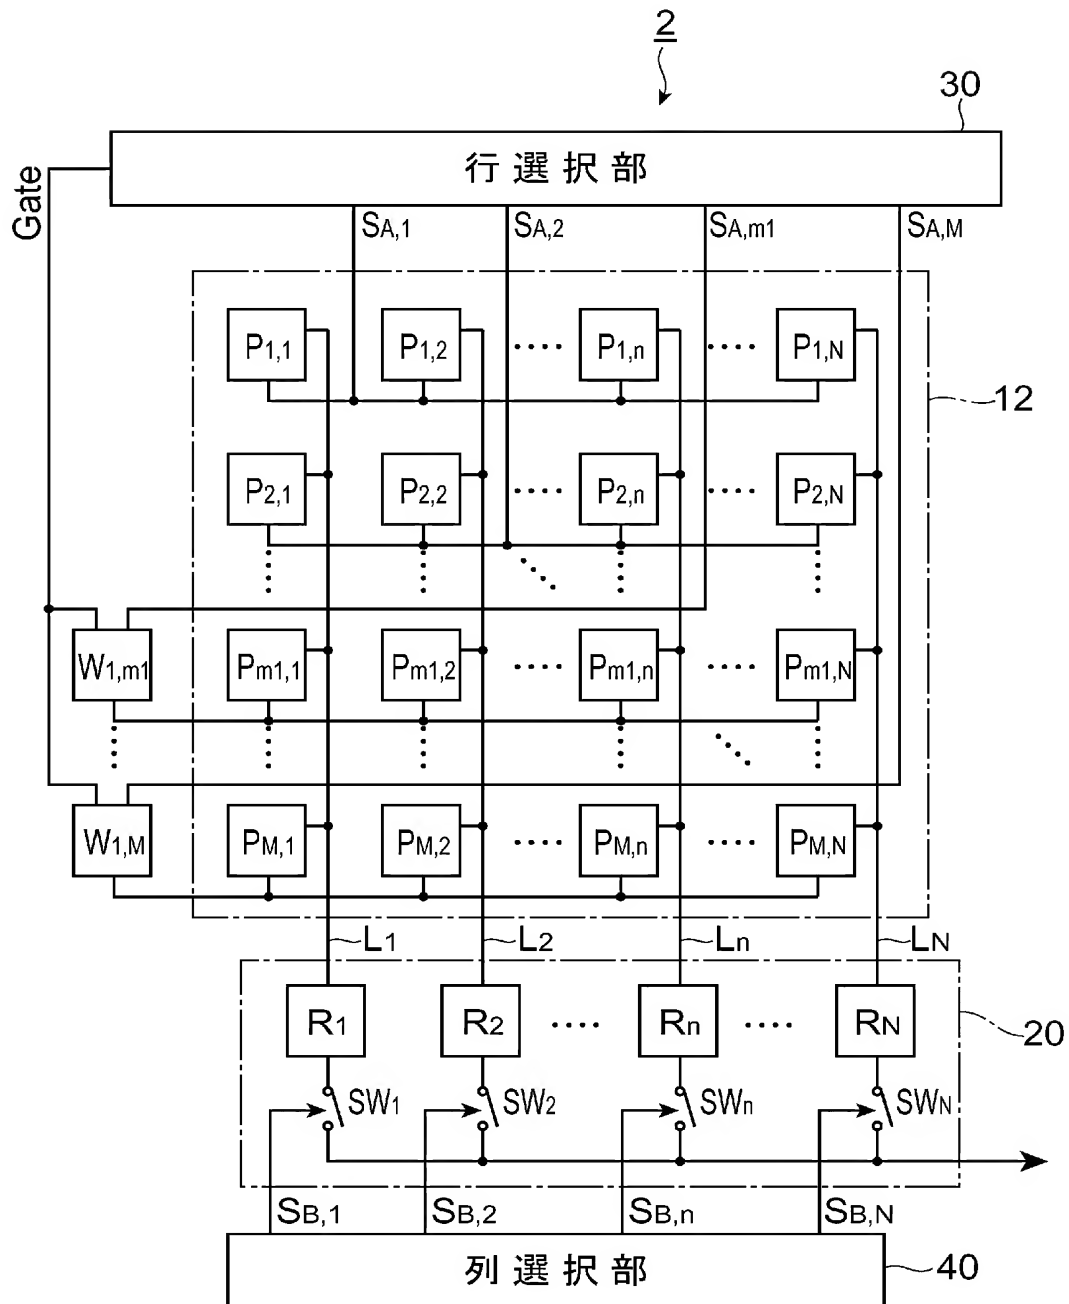 2
30
行選択部
Gate
SA,1 SA,2 SA,m1 SA,M
P1,1 P1,2 ···· P1,n ···· P1,N
12
P2,1 P2,2 ···· P2,n ···· P2,N
W1,m1 Pm1,1 Pm1,2 ···· Pm1,n ···· Pm1,N
W1,M PM,1 PM,2 ···· PM,n ···· PM,N
L1 L2 Ln LN
R1 R2 ···· Rn ···· RN
20
SW1 SW2 SWn SWN
SB,1 SB,2 SB,n SB,N
列選択部
40